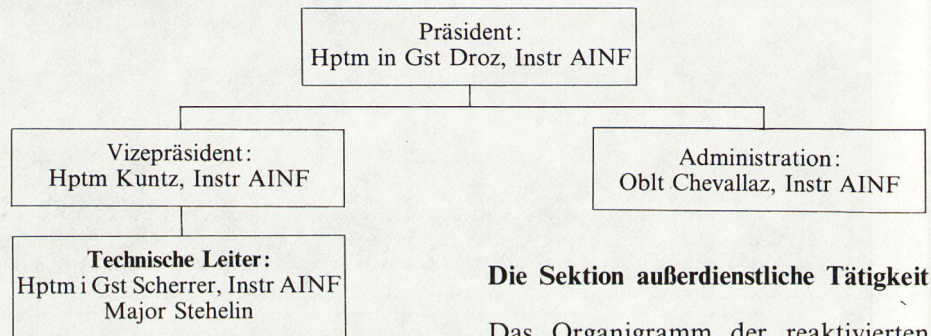 Präsident:
Hptm in Gst Droz, Instr AINF
Vizepräsident:
Hptm Kuntz, Instr AINF
Administration:
Oblt Chevallaz, Instr AINF
Technische Leiter:
Hptm i Gst Scherrer, Instr AINF
Major Stehelin
Die Sektion außerdienstliche Tätigkeit
Das Organigramm der reaktivierten